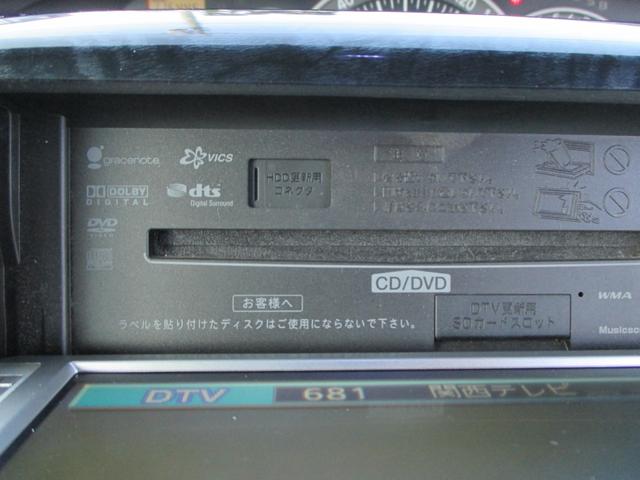 gracenote
VICS
HDD更新用
コネクタ
DOLBY
DIGITAL
dts
Digital Surround
DVD
VIDEO
CD/DVD
お客様へ
ラベルを貼り付けたディスクはご使用にならないで下さい。
DTV更新用
SDカードスロット
WMA
DTV 681 関西テレビ